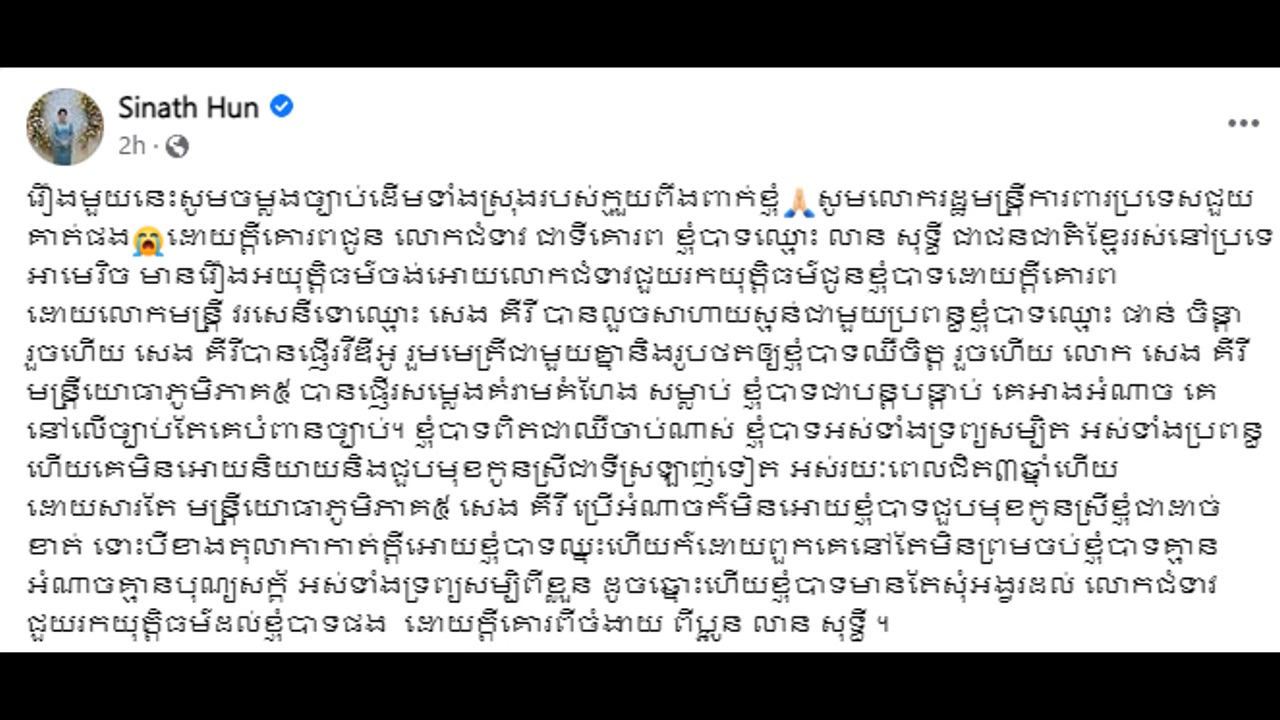 Sinath Hun
2h ·
រឿងមួយនេះសូមចម្លងច្បាប់ដើមទាំងស្រុងរបស់ក្មួយពឹងពាក់ខ្ញុំ🙏🏻សូមលោករដ្ឋមន្ត្រីការពារប្រទេសជួយ
គាត់ផង😭ដោយក្តីគោរពជូន លោកជំទាវ ជាទីគោរព ខ្ញុំបាទឈ្មោះ លាន សុទ្ធី ជាជនជាតិខ្មែររស់នៅប្រទេ
អាមេរិច មានរឿងអយុត្តិធម៍ចង់អោយលោកជំទាវជួយរកយុត្តិធម៍ជូនខ្ញុំបាទដោយក្តីគោរព
ដោយលោកមន្ត្រី វរសេនីទោឈ្មោះ សេង គីរី បានលួចសាហាយស្មន់ជាមួយប្រពន្ធខ្ញុំបាទឈ្មោះ ផាន់ ចិន្តា
រួចហើយ សេង គីរីបានផ្ញើរវីឌីអូ រួមមេត្រីជាមួយគ្នានិងរូបថតឲ្យខ្ញុំបាទឈឺចិត្ត រួចហើយ លោក សេង គីរី
មន្ត្រីយោធាភូមិភាគ៥ បានផ្ញើរសម្លេងគំរាមគំហែង សម្លាប់ ខ្ញុំបាទជាបន្តបន្ទាប់ គេអាងអំណាច គេ
នៅលើច្បាប់តែគេបំពានច្បាប់។ ខ្ញុំបាទពិតជាឈឺចាប់ណាស់ ខ្ញុំបាទអស់ទាំងទ្រព្យសម្បិត អស់ទាំងប្រពន្ធ
ហើយគេមិនអោយនិយាយនិងជួបមុខកូនស្រីជាទីស្រឡាញ់ទៀត អស់រយៈពេលជិត៣ឆ្នាំហើយ
ដោយសារតែ មន្ត្រីយោធាភូមិភាគ៥ សេង គីរី ប្រើអំណាចក៍មិនអោយខ្ញុំបាទជួបមុខកូនស្រីខ្ញុំជាដាច់
ខាត់ ទោះបីខាងតុលាកាកាត់ក្តីអោយខ្ញុំបាទឈ្នះហើយក៍ដោយពួកគេនៅតែមិនព្រមចប់ខ្ញុំបាទគ្មាន
អំណាចគ្មានបុណ្យសក្ត័ អស់ទាំងទ្រព្យសម្បិពីខ្លួន ដូចឆ្នោះហើយខ្ញុំបាទមានតែសុំអង្វរដល់ លោកជំទាវ
ជួយរកយុត្តិធម៍ដល់ខ្ញុំបាទផង ដោយក្តីគោរពីចំងាយ ពីប្អូន លាន សុទ្ធី ។